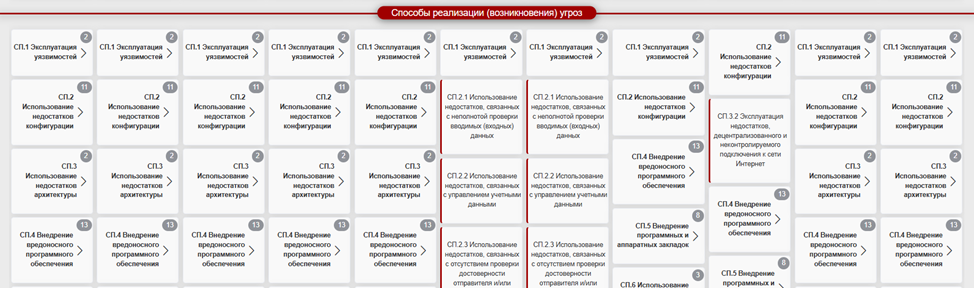 Способы реализации (возникновения) угроз
2
СП.1 Эксплуатация
уязвимостей
11
СП.2
Использование
недостатков
конфигурации
2
СП.3
Использование
недостатков
архитектуры
13
СП.4 Внедрение
вредоносного
программного
обеспечения
2
СП.1 Эксплуатация
уязвимостей
11
СП.2
Использование
недостатков
конфигурации
2
СП.3
Использование
недостатков
архитектуры
13
СП.4 Внедрение
вредоносного
программного
обеспечения
2
СП.1 Эксплуатация
уязвимостей
11
СП.2
Использование
недостатков
конфигурации
2
СП.3
Использование
недостатков
архитектуры
13
СП.4 Внедрение
вредоносного
программного
обеспечения
2
СП.1 Эксплуатация
уязвимостей
11
СП.2
Использование
недостатков
конфигурации
2
СП.3
Использование
недостатков
архитектуры
13
СП.4 Внедрение
вредоносного
программного
обеспечения
2
СП.1 Эксплуатация
уязвимостей
11
СП.2
Использование
недостатков
конфигурации
2
СП.3
Использование
недостатков
архитектуры
13
СП.4 Внедрение
вредоносного
программного
обеспечения
2
СП.1 Эксплуатация
уязвимостей
СП.2.1 Использование
недостатков, связанных
с неполнотой проверки
вводимых (входных)
данных
СП.2.2 Использование
недостатков, связанных
с управлением учетными
данными
СП.2.3 Использование
недостатков, связанных
с отсутствием проверки
достоверности
отправителя и/или
2
СП.1 Эксплуатация
уязвимостей
СП.2.1 Использование
недостатков, связанных
с неполнотой проверки
вводимых (входных)
данных
СП.2.2 Использование
недостатков, связанных
с управлением учетными
данными
СП.2.3 Использование
недостатков, связанных
с отсутствием проверки
достоверности
отправителя и/или
2
СП.1 Эксплуатация
уязвимостей
11
СП.2 Использование
недостатков
конфигурации
13
СП.4 Внедрение
вредоносного
программного
обеспечения
8
СП.5 Внедрение
программных и
аппаратных закладок
3
СП.6 Использование
11
СП.2
Использование
недостатков
конфигурации
СП.3.2 Эксплуатация
недостатков,
децентрализованного и
неконтролируемого
подключения к сети
Интернет
13
СП.4 Внедрение
вредоносного
программного
обеспечения
8
СП.5 Внедрение
программных и
2
СП.1 Эксплуатация
уязвимостей
11
СП.2
Использование
недостатков
конфигурации
2
СП.3
Использование
недостатков
архитектуры
13
СП.4 Внедрение
вредоносного
программного
обеспечения
2
СП.1 Эксплуатация
уязвимостей
11
СП.2
Использование
недостатков
конфигурации
2
СП.3
Использование
недостатков
архитектуры
13
СП.4 Внедрение
вредоносного
программного
обеспечения